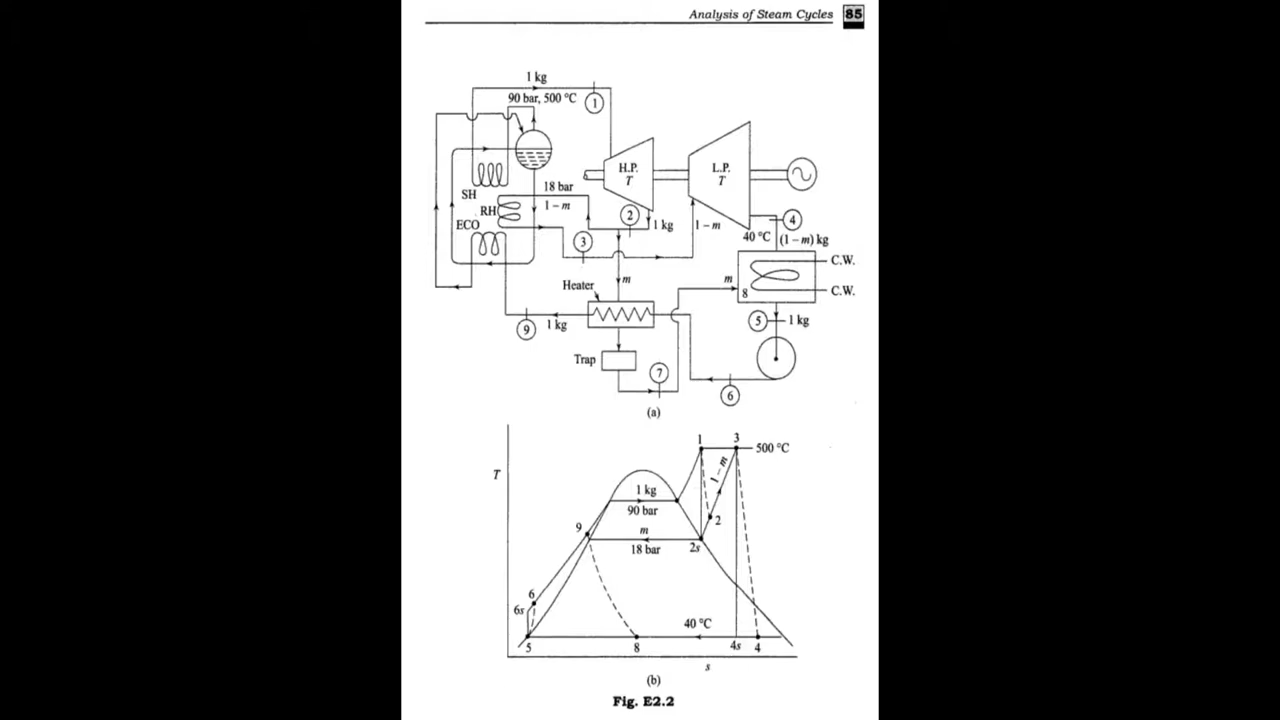 Analysis of Steam Cycles 85
1 kg
90 bar, 500 °C
1
H.P.
T
L.P.
T
SH
18 bar
1 – m
RH
2
1 kg
1 – m
4
ECO
40 °C
(1 – m) kg
3
C.W.
m
m
8
C.W.
Heater
9
1 kg
5
1 kg
Trap
7
6
(a)
1
3
500 °C
T
1 – m
1 kg
90 bar
2
9
m
18 bar
2s
6
6s
40 °C
5
8
4s
4
s
(b)
Fig. E2.2